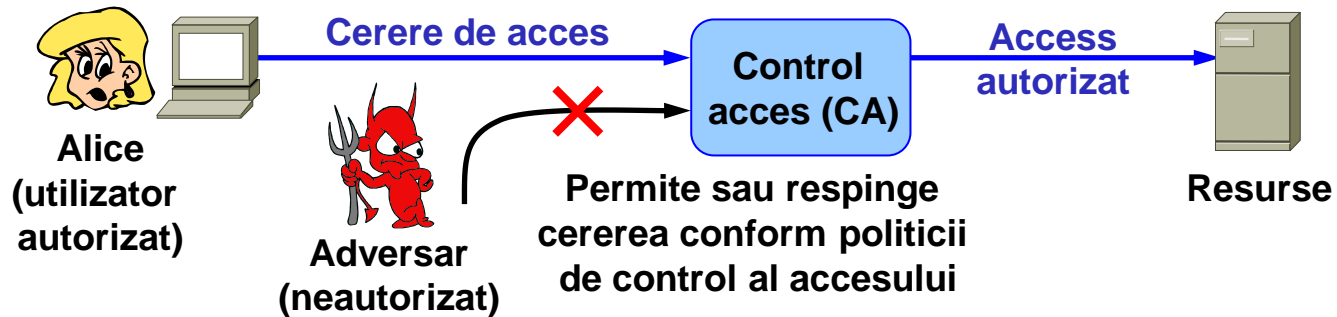 Cerere de acces
Access
autorizat
Control
acces (CA)
Alice
(utilizator
autorizat)
Adversar
(neautorizat)
Permite sau respinge
cererea conform politicii
de control al accesului
Resurse